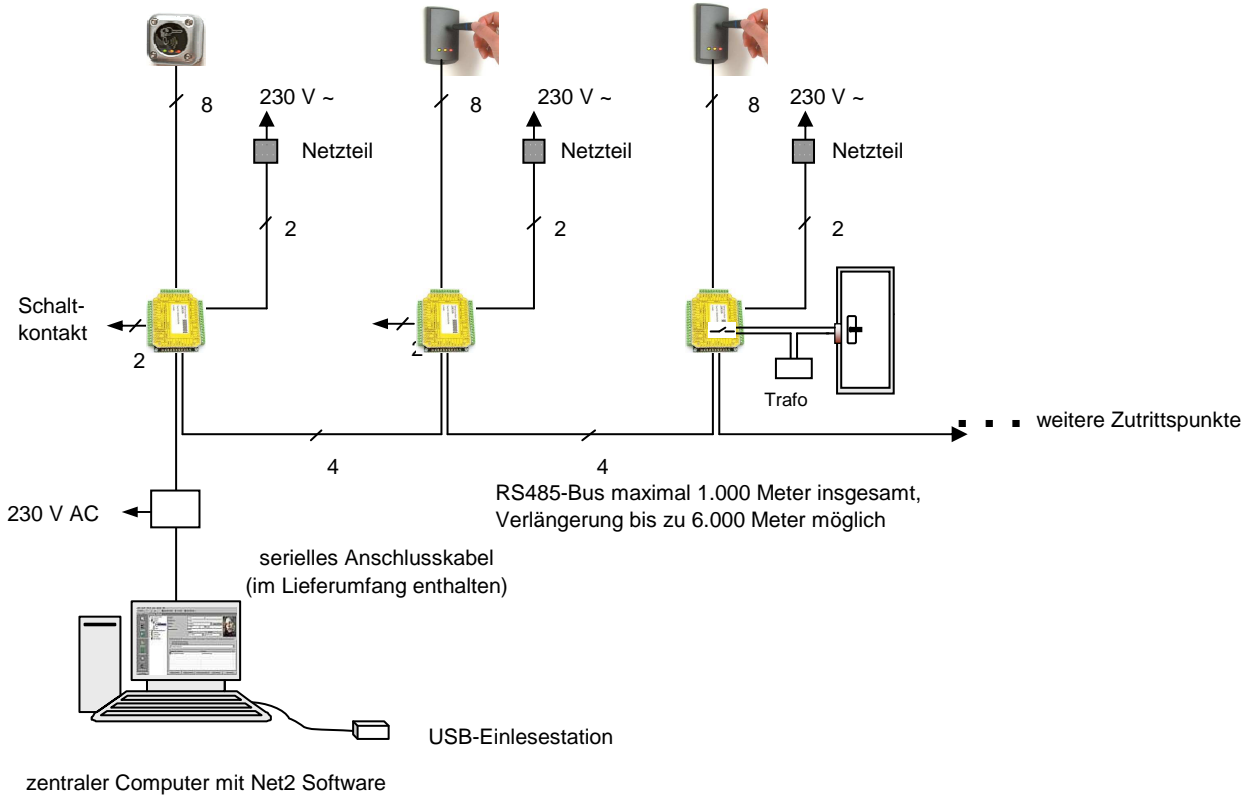 8
230 V ~
8
230 V ~
8
230 V ~
Netzteil
Netzteil
Netzteil
2
2
2
Schalt-
kontakt
2
2
Trafo
weitere Zutrittspunkte
4
4
RS485-Bus maximal 1.000 Meter insgesamt,
Verlängerung bis zu 6.000 Meter möglich
230 V AC
serielles Anschlusskabel
(im Lieferumfang enthalten)
USB-Einlesestation
zentraler Computer mit Net2 Software